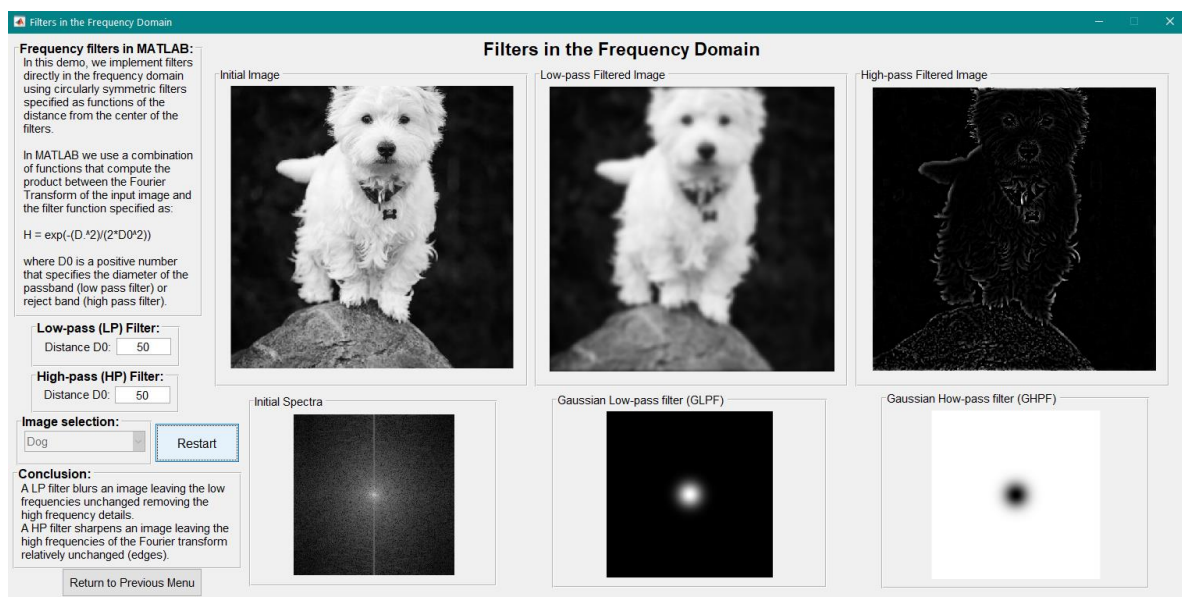 Filters in the Frequency Domain
Frequency filters in MATLAB:
In this demo, we implement filters
directly in the frequency domain
using circularly symmetric filters
specified as functions of the
distance from the center of the
filters.
In MATLAB we use a combination
of functions that compute the
product between the Fourier
Transform of the input image and
the filter function specified as:
H = exp(-(D.^2)/(2*D0^2))
where D0 is a positive number
that specifies the diameter of the
passband (low pass filter) or
reject band (high pass filter).
Low-pass (LP) Filter:
Distance D0: 50
High-pass (HP) Filter:
Distance D0: 50
Image selection:
Dog
Restart
Conclusion:
A LP filter blurs an image leaving the low
frequencies unchanged removing the
high frequency details.
A HP filter sharpens an image leaving the
high frequencies of the Fourier transform
relatively unchanged (edges).
Return to Previous Menu
Filters in the Frequency Domain
Initial Image
Low-pass Filtered Image
High-pass Filtered Image
Initial Spectra
Gaussian Low-pass filter (GLPF)
Gaussian How-pass filter (GHPF)